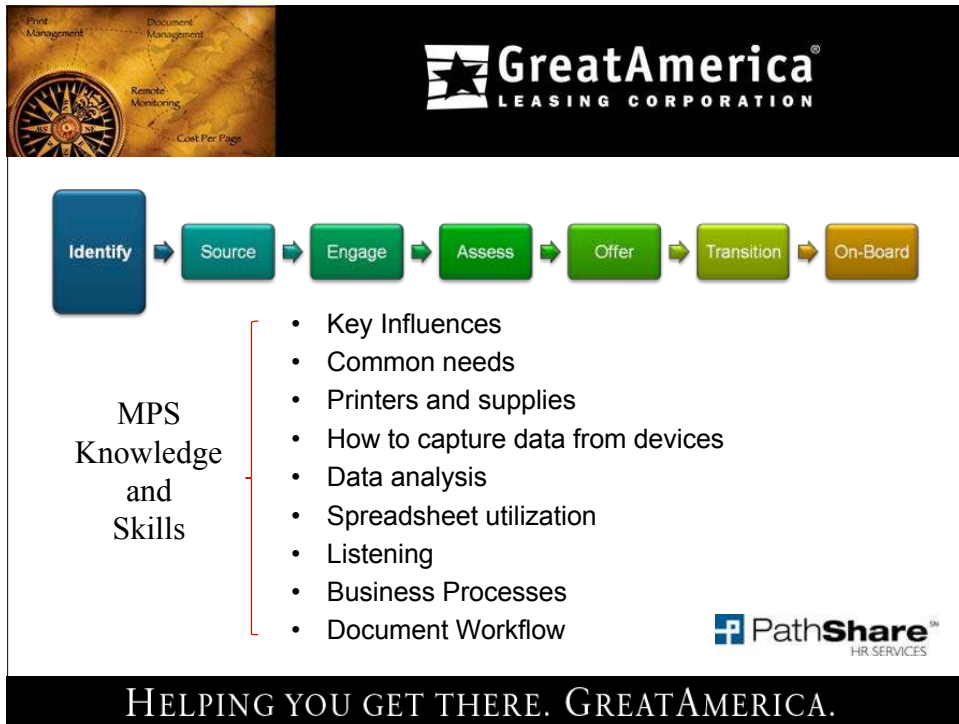 Print
Management
Document
Management
Remote
Monitoring
Cost Per Page
GreatAmerica®
LEASING CORPORATION
Identify
Source
Engage
Assess
Offer
Transition
On-Board
MPS
Knowledge
and
Skills
• Key Influences
• Common needs
• Printers and supplies
• How to capture data from devices
• Data analysis
• Spreadsheet utilization
• Listening
• Business Processes
• Document Workflow
PathShare℠
HR SERVICES
HELPING YOU GET THERE. GREATAMERICA.